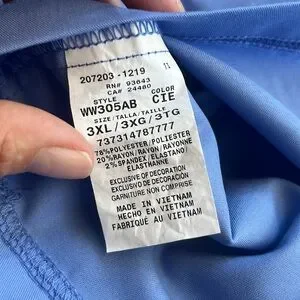 207203 - 1219 11
RN# 93643
CA# 24480
STYLE COLOR
WW305AB CIE
SIZE/TALLA/TAILLE
3XL/3XG/3TG
737314787777
78%POLYESTER/POLIESTER
20%RAYON/RAYON/RAYONNE
2%SPANDEX/ELASTANO/
ELASTHANNE
EXCLUSIVE OF DECORATION
EXCLUSIVO DE DECORACION
GARNITURE NON COMPRISE
MADE IN VIETNAM
HECHO EN VIETNAM
FABRIQUÉ AU VIETNAM